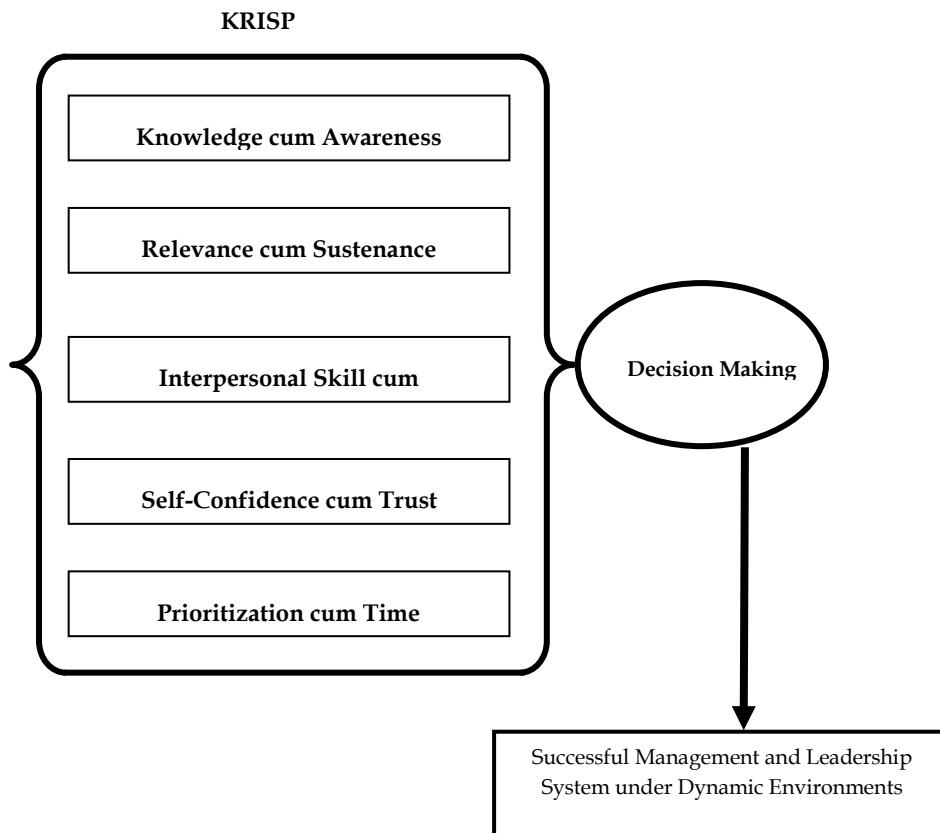 KRISP
Knowledge cum Awareness
Relevance cum Sustenance
Interpersonal Skill cum
Self-Confidence cum Trust
Prioritization cum Time
Decision Making
Successful Management and Leadership
System under Dynamic Environments